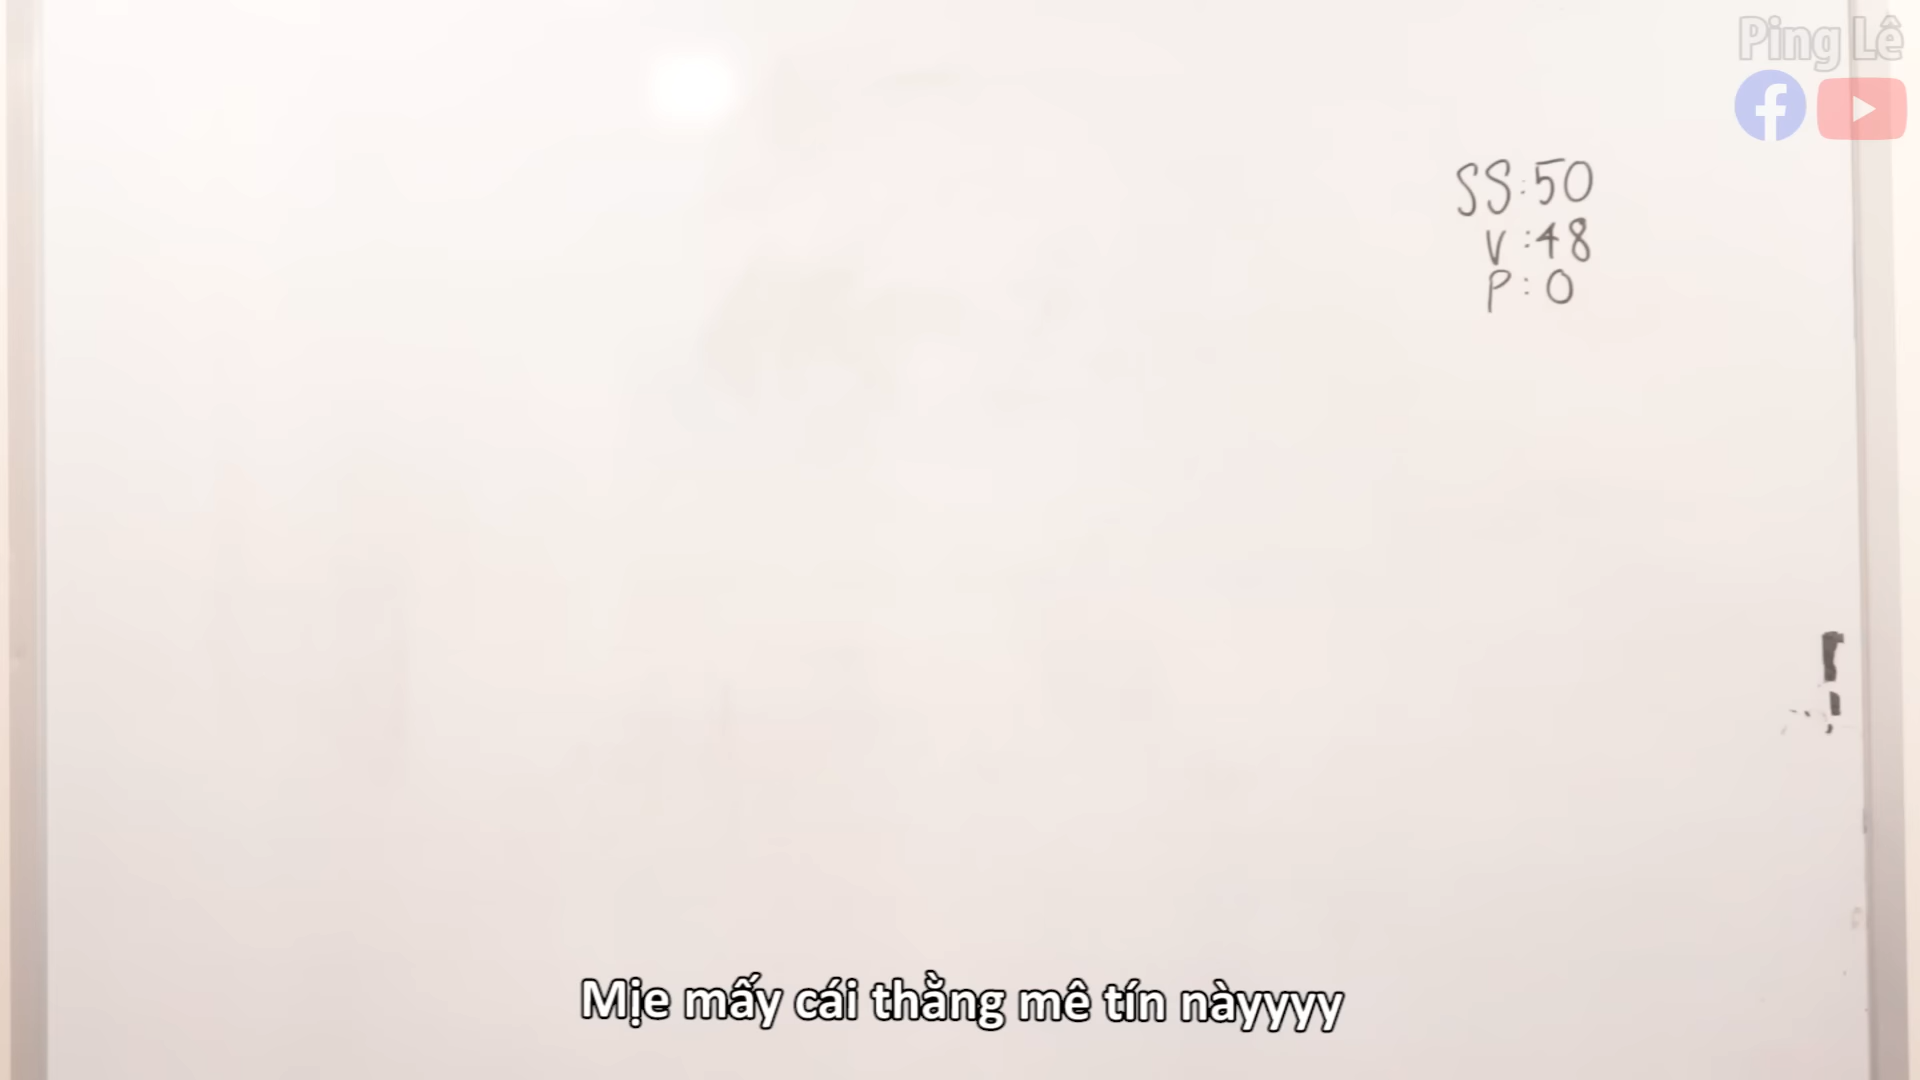 Ping Lê
SS:50
V:48
P:0
Mịe mấy cái thằng mê tín nàyyyy